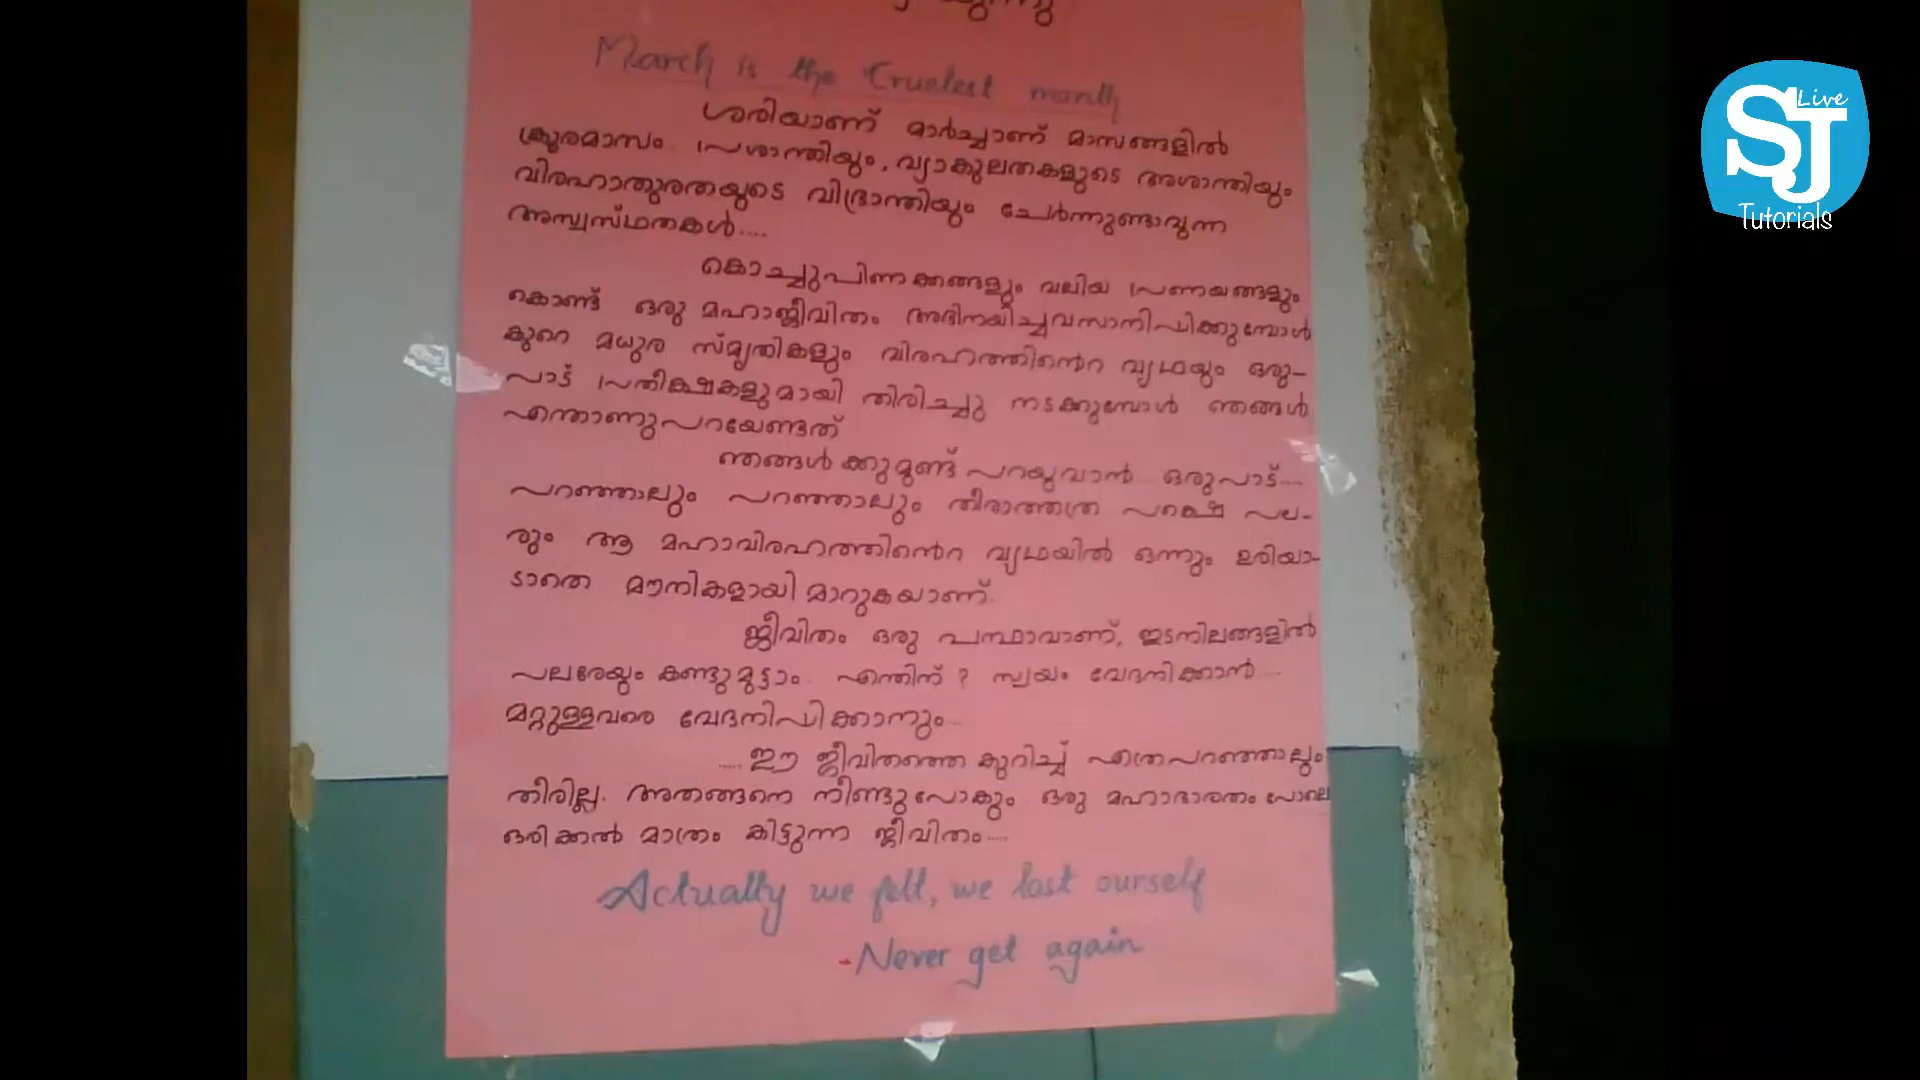 March is the Cruelest month
ശരിയാണ് മാർച്ചാണ് മാസങ്ങളിൽ
ക്രൂരമാസം പ്രശാന്തിയും, വ്യാകുലതകളുടെ അശാന്തിയും
വിരഹാതുരതയുടെ വിഭ്രാന്തിയും ചേർന്നുണ്ടാവുന്ന
അസ്വസ്ഥതകൾ....
കൊച്ചുപിണക്കങ്ങളും വലിയ പ്രണയങ്ങളും
കൊണ്ട് ഒരു മഹാജീവിതം അഭിനയിച്ചവസാനിപ്പിക്കുമ്പോൾ
കുറെ മധുര സ്മൃതികളും വിരഹത്തിൻെറ വ്യഥയും ഒരു-
പാട് പ്രതീക്ഷകളുമായി തിരിച്ചു നടക്കുമ്പോൾ ഞങ്ങൾ
എന്താണുപറയേണ്ടത്
ഞങ്ങൾ ക്കുമുണ്ട് പറയുവാൻ ഒരുപാട്....
പറഞ്ഞാലും പറഞ്ഞാലും തീരാത്തത്ര പക്ഷെ പല-
രും ആ മഹാവിരഹത്തിൻെറ വ്യഥയിൽ ഒന്നും ഉരിയാ-
ടാതെ മൗനികളായി മാറുകയാണ്.
ജീവിതം ഒരു പന്ഥാവാണ്, ഇടനിലങ്ങളിൽ
പലരേയും കണ്ടുമുട്ടാം. എന്തിന് ? സ്വയം വേദനിക്കാൻ....
മറ്റുള്ളവരെ വേദനിപ്പിക്കാനും...
.....ഈ ജീവിതത്തെ കുറിച്ച് എത്രപറഞ്ഞാലും
തീരില്ല. അതങ്ങനെ നീണ്ടുപോകും ഒരു മഹാഭാരതം പോലെ
ഒരിക്കൽ മാത്രം കിട്ടുന്ന ജീവിതം....
Actually we fell, we lost ourself
-Never get again
SJ Live
Tutorials